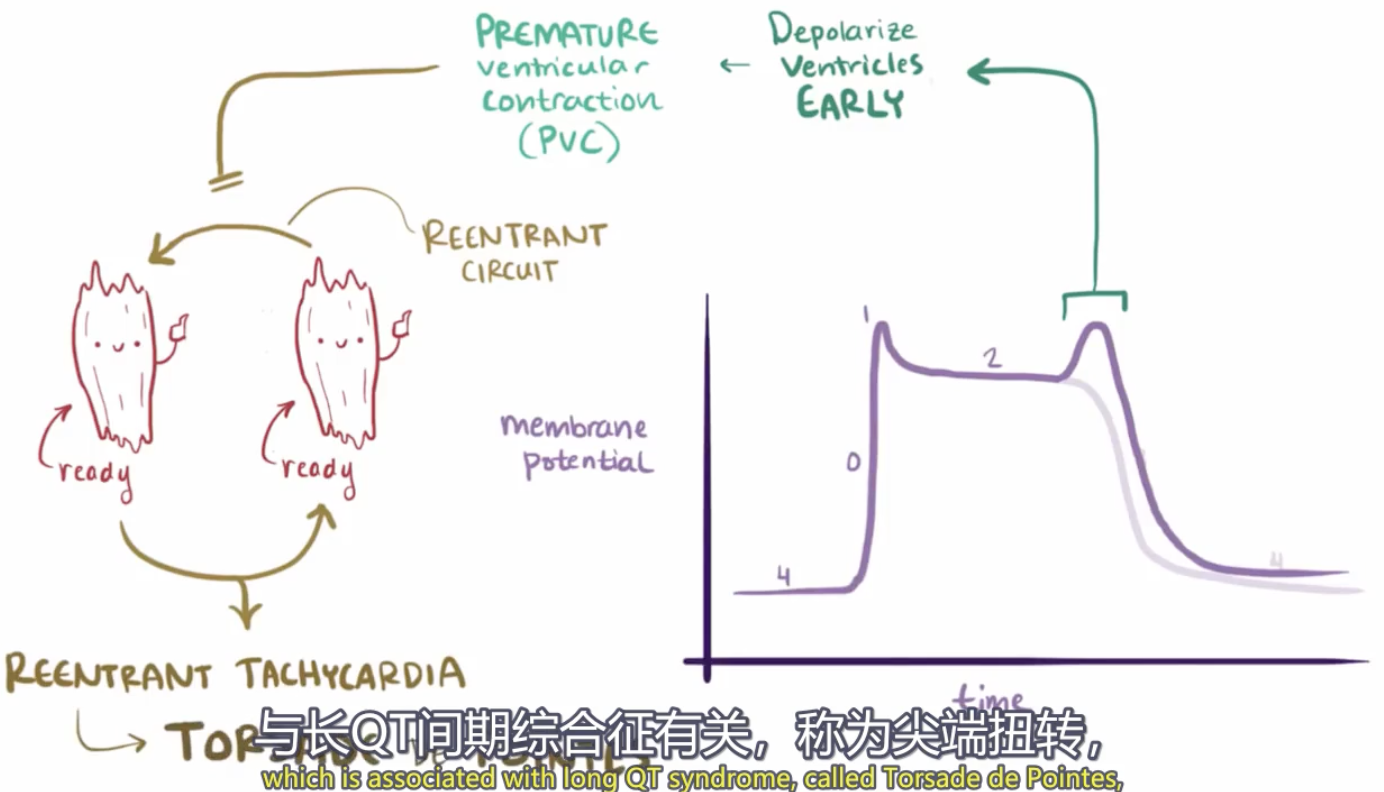 PREMATURE
ventricular
contraction
(PVC)
←
Depolarize
ventricles
EARLY
REENTRANT
CIRCUIT
ready
ready
membrane
potential
4
0
1
2
4
time
REENTRANT TACHYCARDIA
与长QT间期综合征有关，称为尖端扭转，
which is associated with long QT syndrome, called Torsade de Pointes,